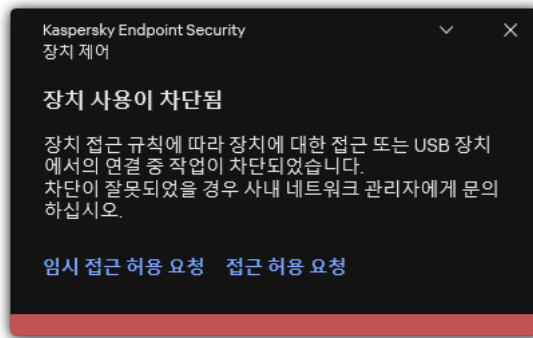 Kaspersky Endpoint Security
장치 제어
장치 사용이 차단됨
장치 접근 규칙에 따라 장치에 대한 접근 또는 USB 장치
에서의 연결 중 작업이 차단되었습니다.
차단이 잘못되었을 경우 사내 네트워크 관리자에게 문의
하십시오.
임시 접근 허용 요청 접근 허용 요청